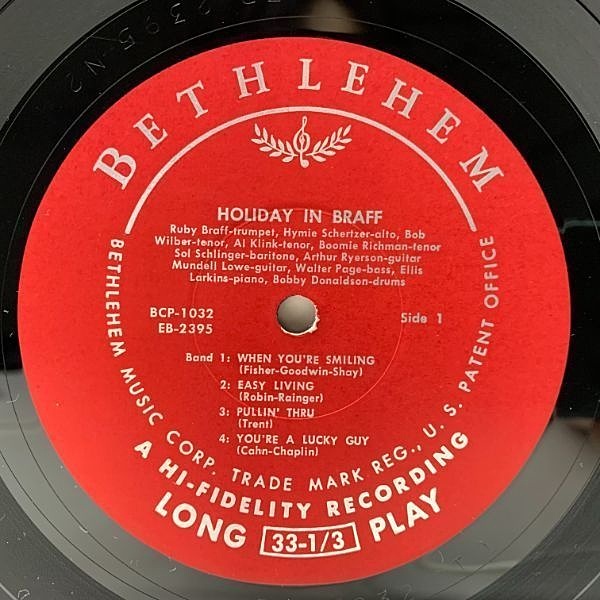 BETHLEHEM
HOLIDAY IN BRAFF
Ruby Braff-trumpet, Hymie Schertzer-alto, Bob
Wilber-tenor, Al Klink-tenor, Boomie Richman-tenor
Sol Schlinger-baritone, Arthur Ryerson-guitar
Mundell Lowe-guitar, Walter Page-bass, Ellis
Larkins-piano, Bobby Donaldson-drums
BCP-1032
EB-2395
Side 1
Band 1: WHEN YOU'RE SMILING
(Fisher-Goodwin-Shay)
2: EASY LIVING
(Robin-Rainger)
3: PULLIN' THRU
(Trent)
4: YOU'RE A LUCKY GUY
(Cahn-Chaplin)
BETHLEHEM MUSIC CORP. TRADE MARK REG., U. S. PATENT OFFICE
A HI-FIDELITY RECORDING
LONG 33-1/3 PLAY